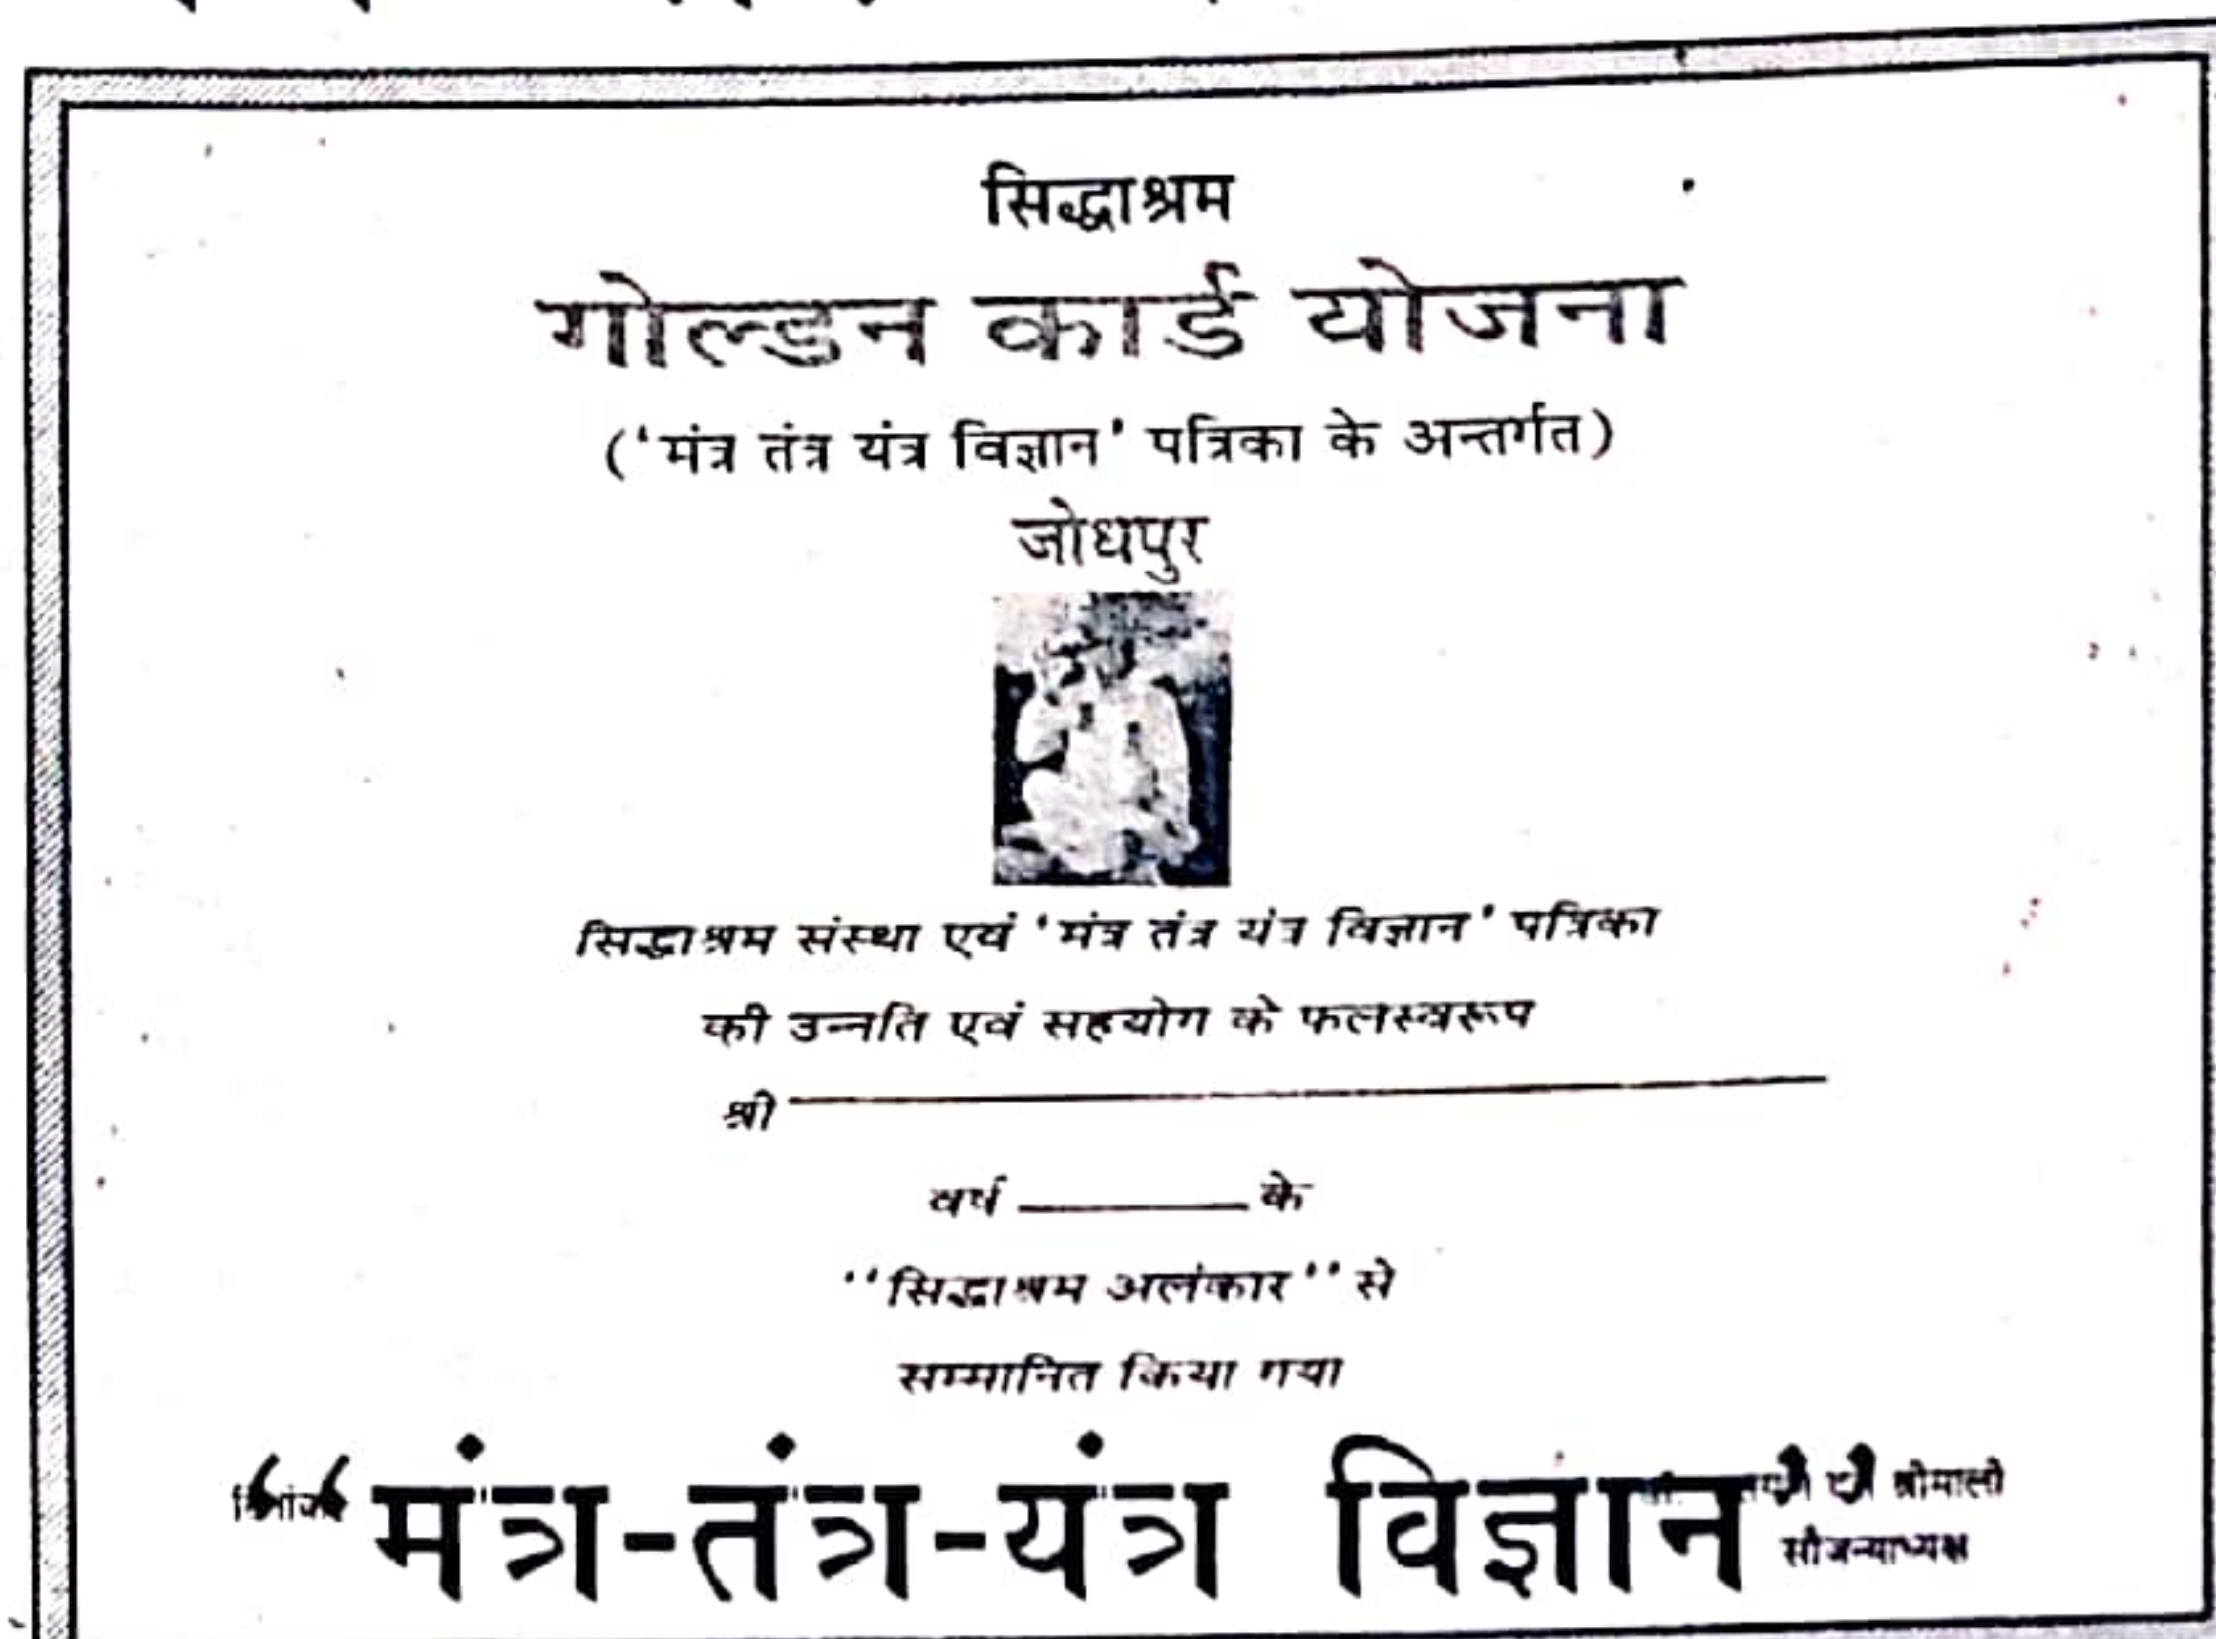 सिद्धाश्रम
गोल्डन कार्ड योजना
('मंत्र तंत्र यंत्र विज्ञान' पत्रिका के अन्तर्गत)
जोधपुर
सिद्धाश्रम संस्था एवं 'मंत्र तंत्र यंत्र विज्ञान' पत्रिका
की उन्नति एवं सहयोग के फलस्वरूप
श्री
वर्ष ______ के
''सिद्धाश्रम अलंकार'' से
सम्मानित किया गया
“मंत्र-तंत्र-यंत्र विज्ञान”
श्रीमाली
सौजन्याध्यक्ष